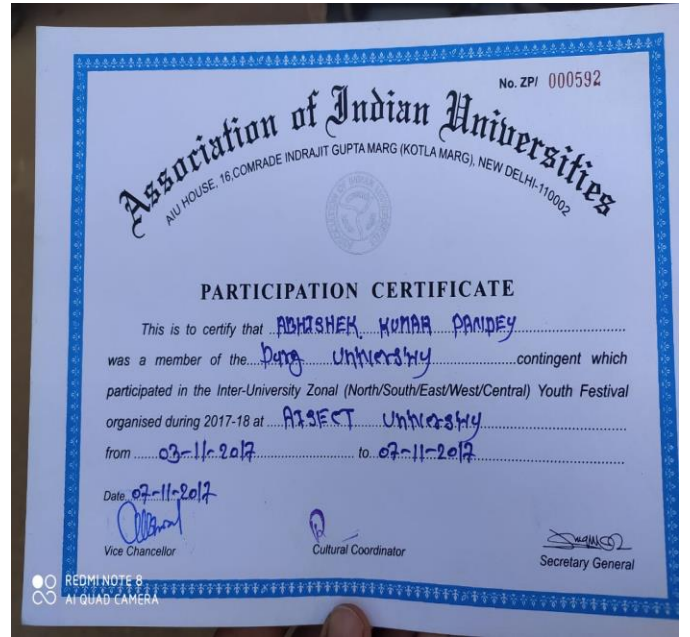 No. ZP/ 000592
Association of Indian Universities
AIU HOUSE, 16,COMRADE INDRAJIT GUPTA MARG (KOTLA MARG), NEW DELHI-110002
PARTICIPATION CERTIFICATE
This is to certify that ABHISHEK KUMAR PANDEY
was a member of the Durg University contingent which
participated in the Inter-University Zonal (North/South/East/West/Central) Youth Festival
organised during 2017-18 at AISECT University
from 03-11-2017 to 07-11-2017
Date 07-11-2017
Vice Chancellor Cultural Coordinator Secretary General
REDMI NOTE 8
AI QUAD CAMERA